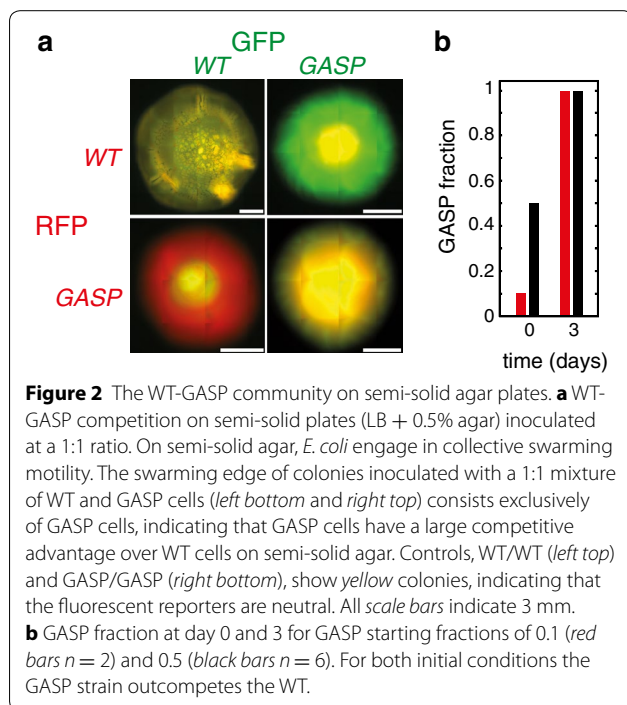 a
GFP
WT GASP
WT
RFP
GASP
b
GASP fraction
1
0.8
0.6
0.4
0.2
0
0 3
time (days)
Figure 2 The WT-GASP community on semi-solid agar plates. a WT-
GASP competition on semi-solid plates (LB + 0.5% agar) inoculated
at a 1:1 ratio. On semi-solid agar, E. coli engage in collective swarming
motility. The swarming edge of colonies inoculated with a 1:1 mixture
of WT and GASP cells (left bottom and right top) consists exclusively
of GASP cells, indicating that GASP cells have a large competitive
advantage over WT cells on semi-solid agar. Controls, WT/WT (left
top) and GASP/GASP (right bottom), show yellow colonies, indicating that
the fluorescent reporters are neutral. All scale bars indicate 3 mm.
b GASP fraction at day 0 and 3 for GASP starting fractions of 0.1 (red
bars n = 2) and 0.5 (black bars n = 6). For both initial conditions the
GASP strain outcompetes the WT.